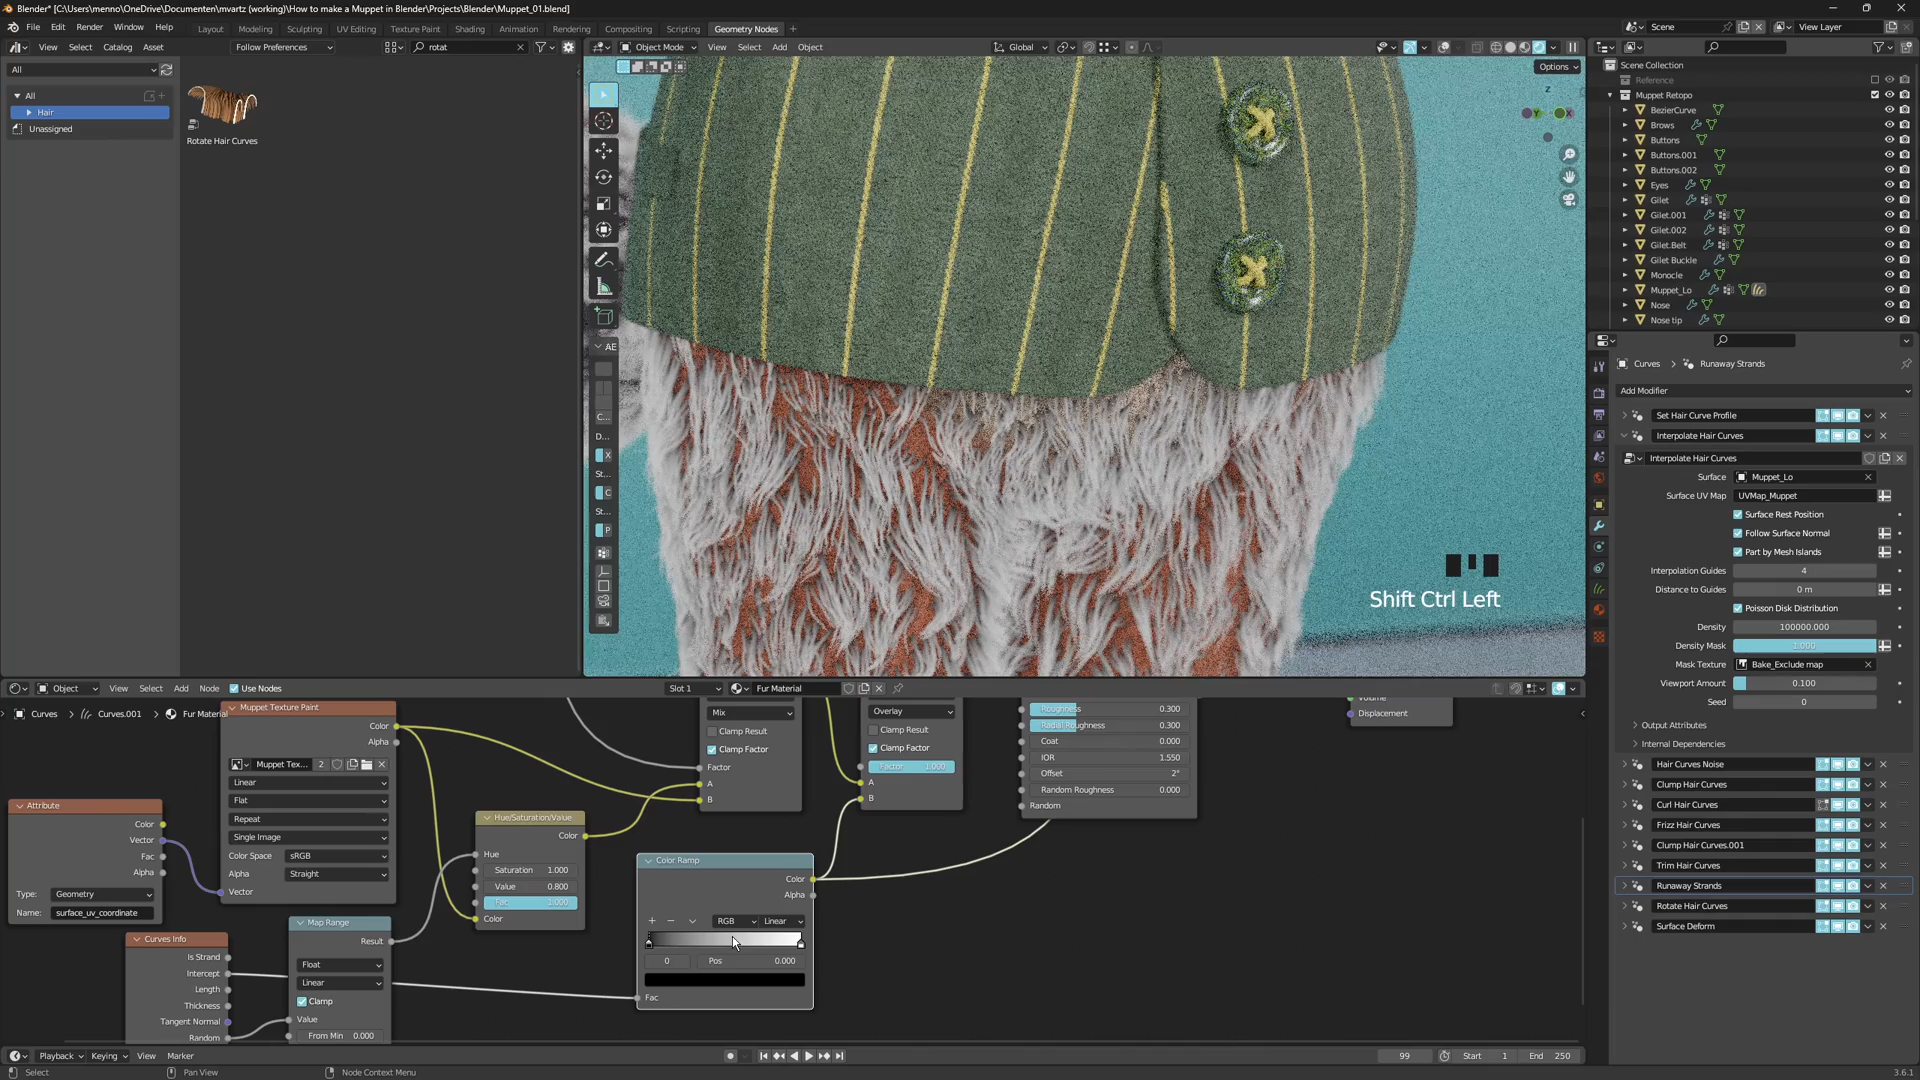 Blender* [C:\Users\menno\OneDrive\Documenten\mvartz (working)\How to make a Muppet in Blender\Projects\Blender\Muppet_01.blend]
File Edit Render Window Help Layout Modeling Sculpting UV Editing Texture Paint Shading Animation Rendering Compositing Geometry Nodes Scripting + Scene View Layer
View Select Catalog Asset Follow Preferences rotat Object Mode View Select Add Object Global
Options
All
All
Hair
Unassigned
Rotate Hair Curves
Z
X
AE
C...
D...
X
St...
C
St...
P
Shift Ctrl Left
Scene Collection
Reference
Muppet Retopo
BezierCurve
Brows
Buttons
Buttons.001
Buttons.002
Eyes
Gilet
Gilet.001
Gilet.002
Gilet.Belt
Gilet Buckle
Monocle
Muppet_Lo
Nose
Nose tip
Curves > Runaway Strands
Add Modifier
Set Hair Curve Profile
Interpolate Hair Curves
Interpolate Hair Curves
Surface Muppet_Lo
Surface UV Map UVMap_Muppet
Surface Rest Position
Follow Surface Normal
Part by Mesh Islands
Interpolation Guides 4
Distance to Guides 0 m
Poisson Disk Distribution
Density 100000.000
Density Mask 1.000
Mask Texture Bake_Exclude map
Viewport Amount 0.100
Seed 0
Output Attributes
Internal Dependencies
Hair Curves Noise
Clump Hair Curves
Curl Hair Curves
Frizz Hair Curves
Clump Hair Curves.001
Trim Hair Curves
Runaway Strands
Rotate Hair Curves
Surface Deform
Object View Select Add Node Use Nodes Slot 1 Fur Material
Curves > Curves.001 > Fur Material
Muppet Texture Paint
Color
Alpha
Muppet Tex... 2
Linear
Flat
Repeat
Single Image
Color Space sRGB
Alpha Straight
Vector
Attribute
Color
Vector
Fac
Alpha
Type: Geometry
Name: surface_uv_coordinate
Curves Info
Is Strand
Intercept
Length
Thickness
Tangent Normal
Random
Map Range
Result
Float
Linear
Clamp
Value
From Min 0.000
Hue/Saturation/Value
Color
Hue
Saturation 1.000
Value 0.800
Fac 1.000
Color
Mix
Clamp Result
Clamp Factor
Factor
A
B
Overlay
Clamp Result
Clamp Factor
Factor 1.000
A
B
Color Ramp
Color
Alpha
+ − RGB Linear
0 Pos 0.000
Fac
Roughness 0.300
Radial Roughness 0.300
Coat 0.000
IOR 1.550
Offset 2°
Random Roughness 0.000
Random
Volume
Displacement
Playback Keying View Marker 99 Start 1 End 250
Select Pan View Node Context Menu 3.6.1